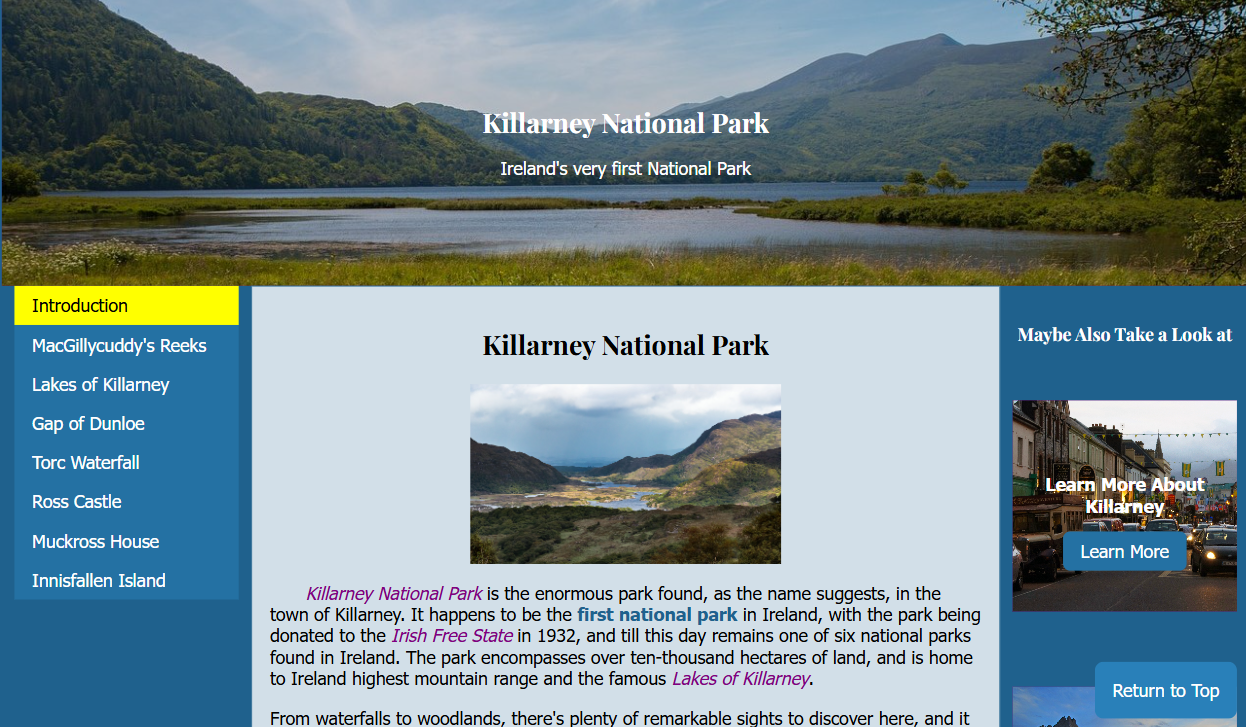 Killarney National Park
Ireland's very first National Park
Introduction
MacGillycuddy's Reeks
Lakes of Killarney
Gap of Dunloe
Torc Waterfall
Ross Castle
Muckross House
Innisfallen Island
Killarney National Park
Killarney National Park is the enormous park found, as the name suggests, in the
town of Killarney. It happens to be the first national park in Ireland, with the park being
donated to the Irish Free State in 1932, and till this day remains one of six national parks
found in Ireland. The park encompasses over ten-thousand hectares of land, and is home
to Ireland highest mountain range and the famous Lakes of Killarney.
From waterfalls to woodlands, there's plenty of remarkable sights to discover here, and it
Maybe Also Take a Look at
Learn More About
Killarney
Learn More
Return to Top